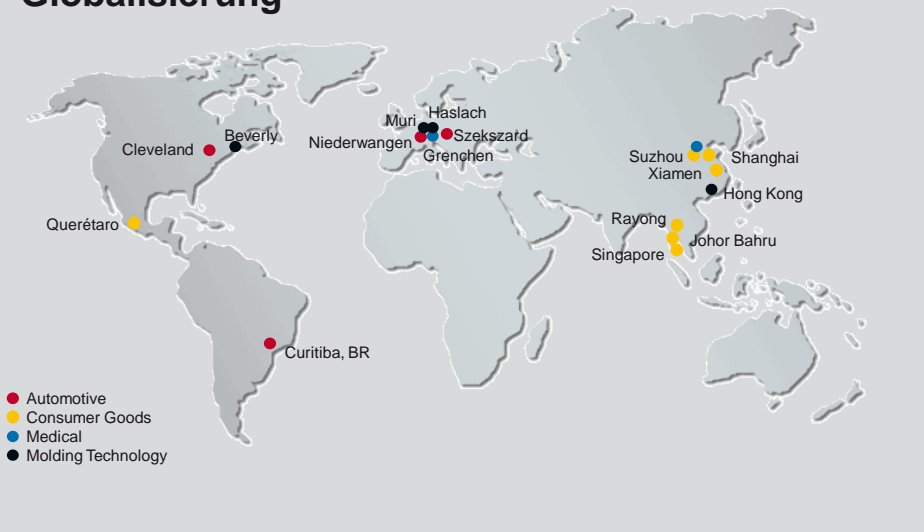 Globalisierung
Haslach
Muri
Beverly
Niederwangen
Szekszard
Cleveland
Grenchen
Suzhou
Shanghai
Xiamen
Hong Kong
Querétaro
Rayong
Johor Bahru
Singapore
Curitiba, BR
Automotive
Consumer Goods
Medical
Molding Technology